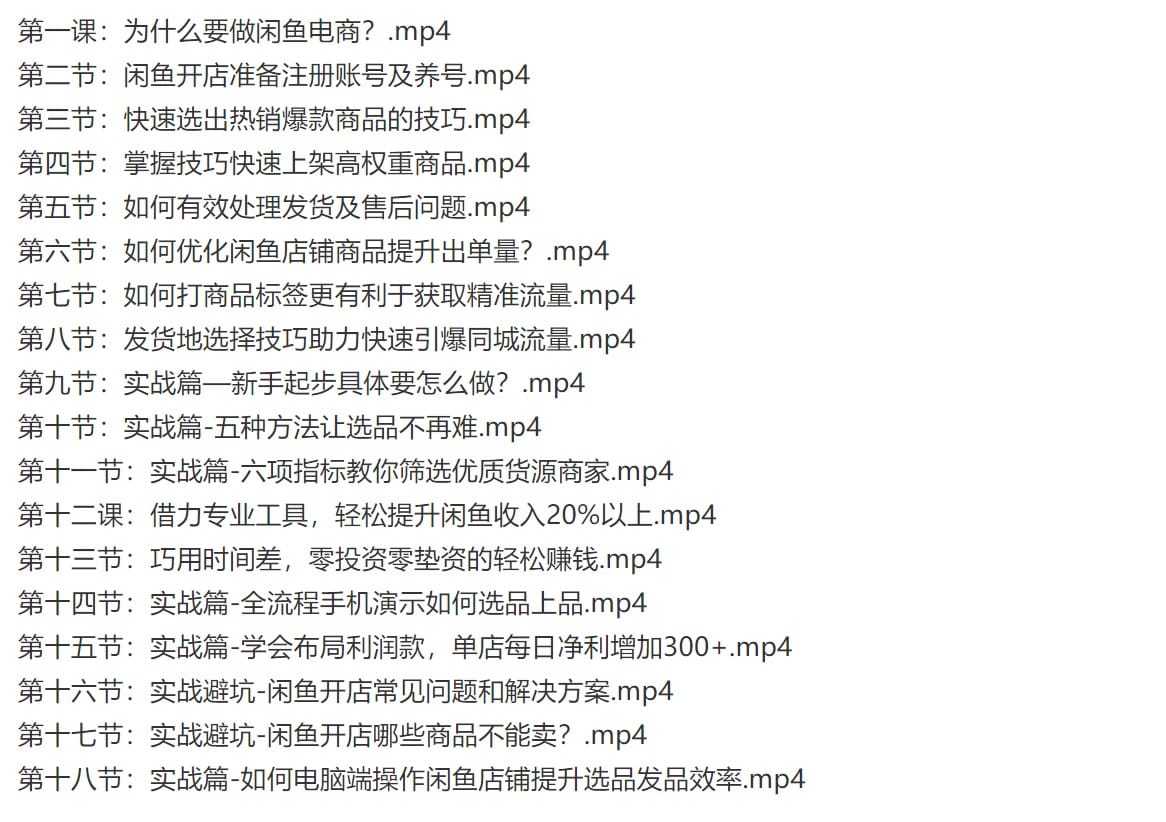 第一课：为什么要做闲鱼电商？.mp4
第二节：闲鱼开店准备注册账号及养号.mp4
第三节：快速选出热销爆款商品的技巧.mp4
第四节：掌握技巧快速上架高权重商品.mp4
第五节：如何有效处理发货及售后问题.mp4
第六节：如何优化闲鱼店铺商品提升出单量？.mp4
第七节：如何打商品标签更有利于获取精准流量.mp4
第八节：发货地选择技巧助力快速引爆同城流量.mp4
第九节：实战篇—新手起步具体要怎么做？.mp4
第十节：实战篇-五种方法让选品不再难.mp4
第十一节：实战篇-六项指标教你筛选优质货源商家.mp4
第十二课：借力专业工具，轻松提升闲鱼收入20%以上.mp4
第十三节：巧用时间差，零投资零垫资的轻松赚钱.mp4
第十四节：实战篇-全流程手机演示如何选品上品.mp4
第十五节：实战篇-学会布局利润款，单店每日净利增加300+.mp4
第十六节：实战避坑-闲鱼开店常见问题和解决方案.mp4
第十七节：实战避坑-闲鱼开店哪些商品不能卖？.mp4
第十八节：实战篇-如何电脑端操作闲鱼店铺提升选品发品效率.mp4